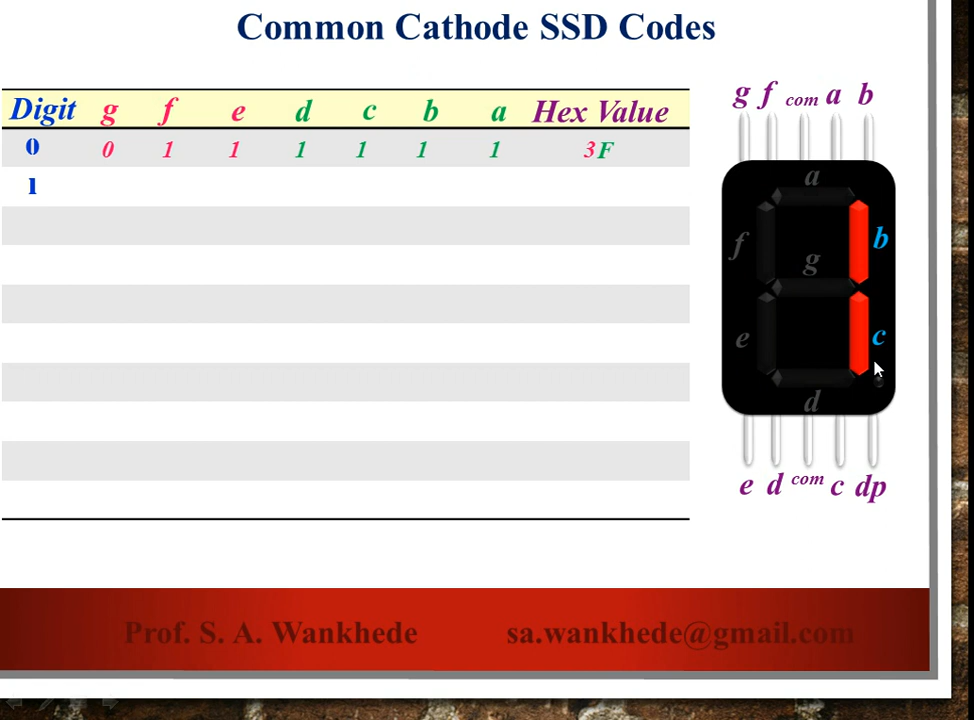 Common Cathode SSD Codes
Digit g f e d c b a Hex Value
0 0 1 1 1 1 1 1 3F
1
g f com a b
a
f b
g
e c
d
e d com c dp
Prof. S. A. Wankhede sa.wankhede@gmail.com